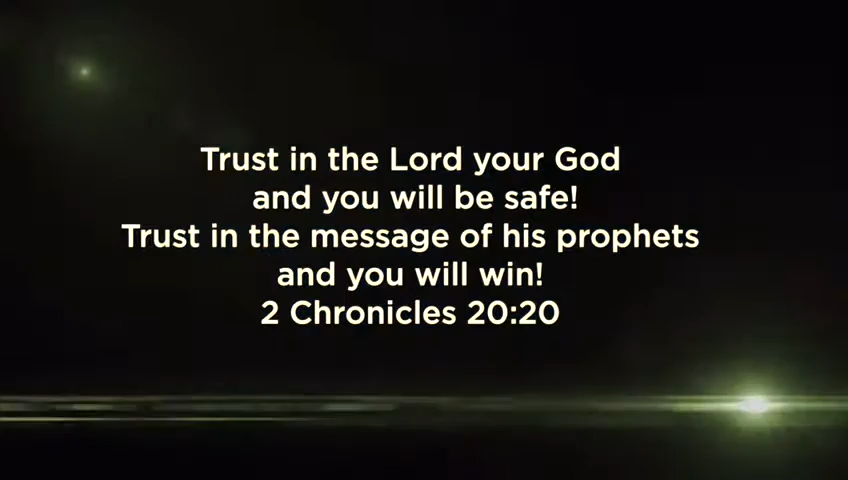 Trust in the Lord your God
and you will be safe!
Trust in the message of his prophets
and you will win!
2 Chronicles 20:20